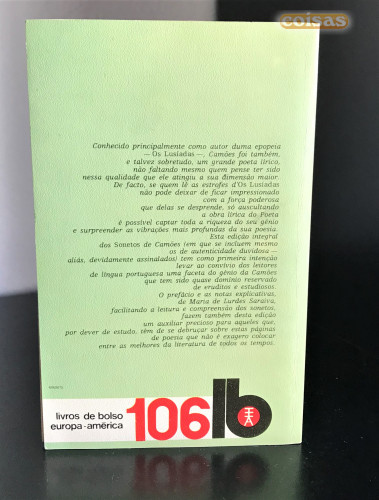 coisas
Conhecido principalmente como autor duma epopeia
—Os Lusíadas—, Camões foi também,
e talvez sobretudo, um grande poeta lírico,
não faltando mesmo quem pense ter sido
nessa qualidade que ele atingiu a sua dimensão maior.
De facto, se quem lê as estrofes d'Os Lusíadas
não pode deixar de ficar impressionado
com a força poderosa
que delas se desprende, só auscultando
a obra lírica do Poeta
é possível captar toda a riqueza do seu génio
e surpreender as vibrações mais profundas da sua poesia.
Esta edição integral
dos Sonetos de Camões (em que se incluem mesmo
os de autenticidade duvidosa —
aliás, devidamente assinalados) tem como primeira intenção
levar ao convívio dos leitores
de língua portuguesa uma faceta do génio da Camões
que tem sido quase domínio reservado
de eruditos e estudiosos.
O prefácio e as notas explicativas,
de Maria de Lurdes Saraiva,
facilitando a leitura e compreensão dos sonetos,
fazem também desta edição
um auxiliar precioso para aqueles que,
por dever de estudo, têm de se debruçar sobre estas páginas
de poesia que não é exagero colocar
entre as melhores da literatura de todos os tempos.
livros de bolso
europa-américa
106 lb
EA